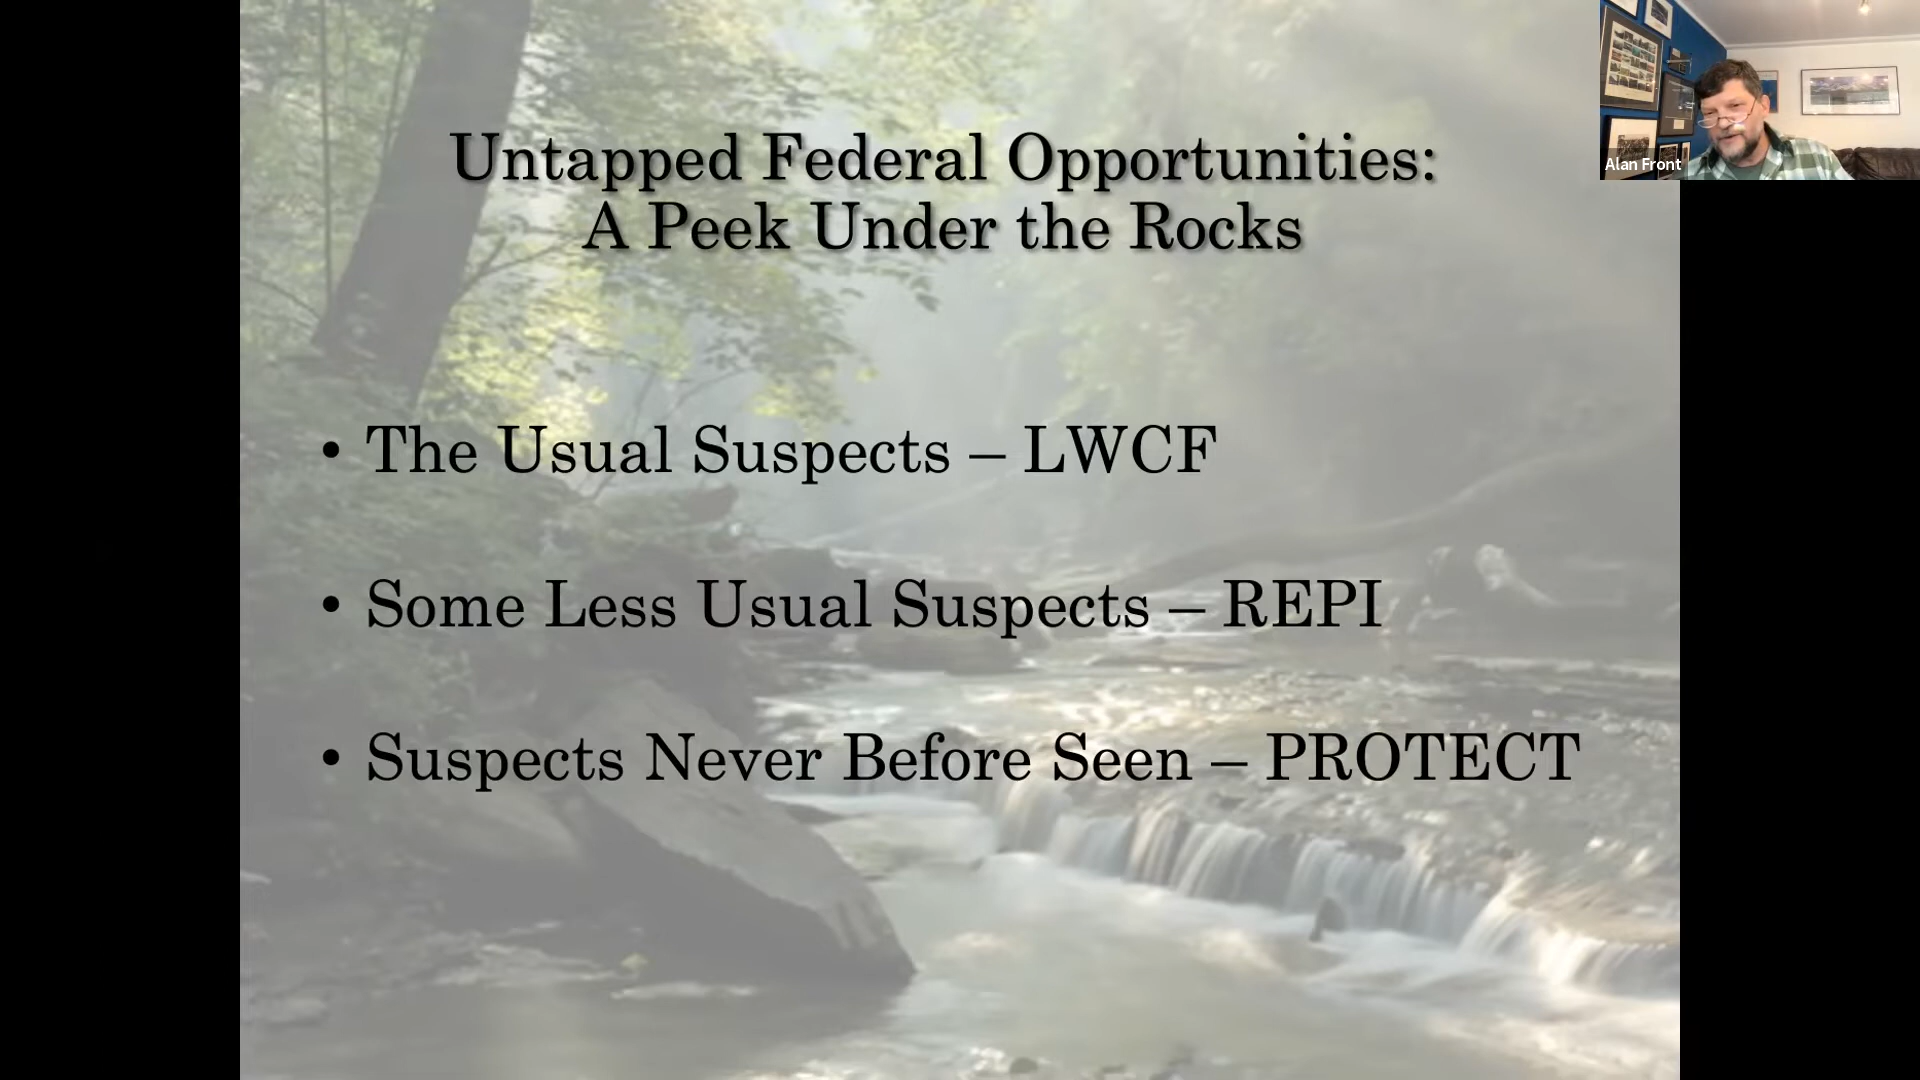 Untapped Federal Opportunities:
A Peek Under the Rocks
• The Usual Suspects – LWCF
• Some Less Usual Suspects – REPI
• Suspects Never Before Seen – PROTECT
Alan Front